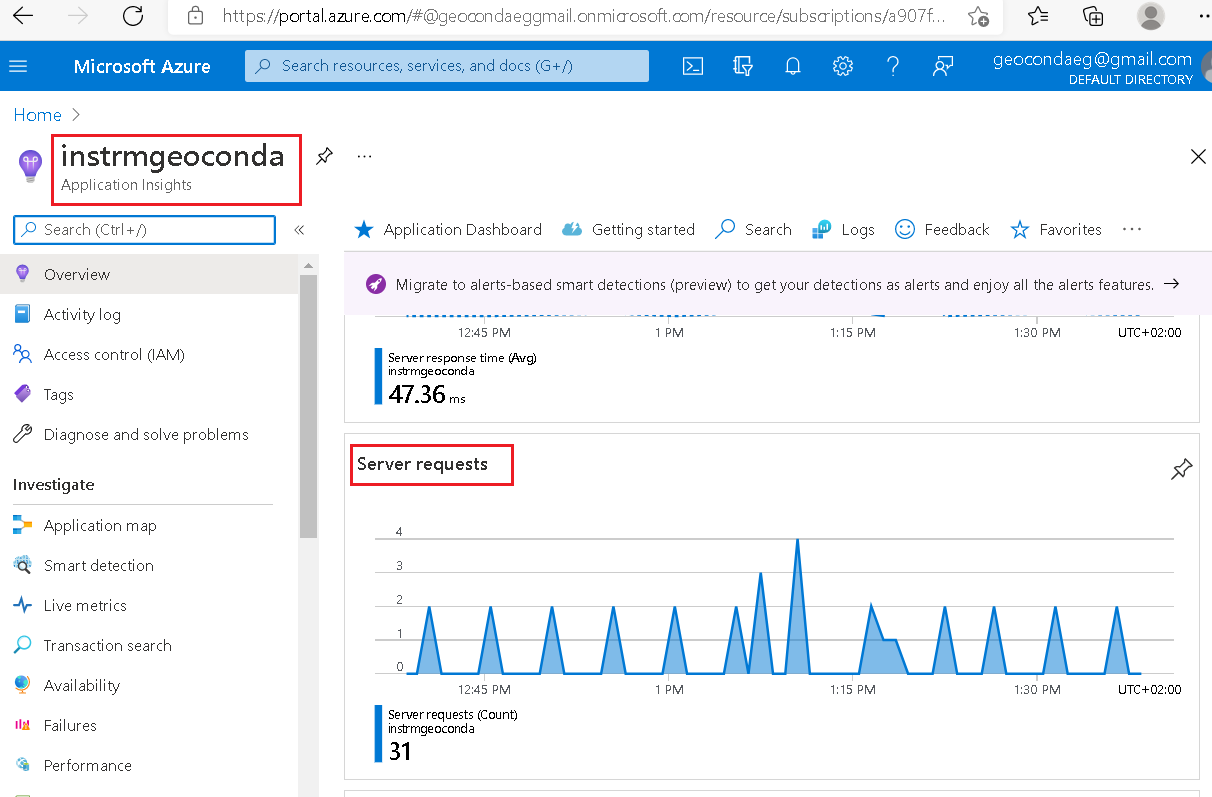 https://portal.azure.com/#@geocondaeggmail.onmicrosoft.com/resource/subscriptions/a907f...
Microsoft Azure
Search resources, services, and docs (G+/)
geocondaeg@gmail.com
DEFAULT DIRECTORY
Home
instrmgeoconda
Application Insights
Search (Ctrl+/)
Overview
Activity log
Access control (IAM)
Tags
Diagnose and solve problems
Investigate
Application map
Smart detection
Live metrics
Transaction search
Availability
Failures
Performance
Application Dashboard
Getting started
Search
Logs
Feedback
Favorites
Migrate to alerts-based smart detections (preview) to get your detections as alerts and enjoy all the alerts features.
12:45 PM 1 PM 1:15 PM 1:30 PM UTC+02:00
Server response time (Avg)
instrmgeoconda
47.36 ms
Server requests
4
3
2
1
0
12:45 PM 1 PM 1:15 PM 1:30 PM UTC+02:00
Server requests (Count)
instrmgeoconda
31